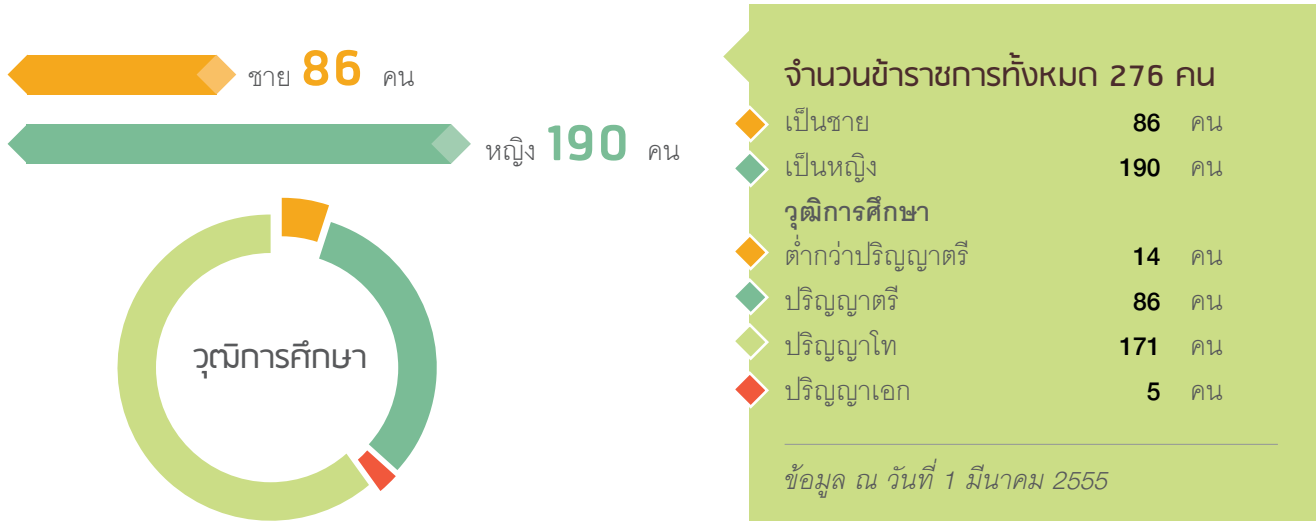 ชาย 86 คน
หญิง 190 คน
วุฒิการศึกษา
จำนวนข้าราชการทั้งหมด 276 คน
เป็นชาย 86 คน
เป็นหญิง 190 คน
วุฒิการศึกษา
ต่ำกว่าปริญญาตรี 14 คน
ปริญญาตรี 86 คน
ปริญญาโท 171 คน
ปริญญาเอก 5 คน
ข้อมูล ณ วันที่ 1 มีนาคม 2555